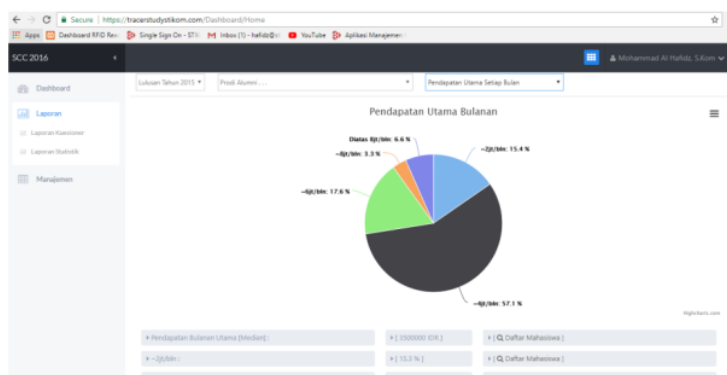 Secure | https://tracerstudystikom.com/Dashboard/Home
Apps Dashboard RFID Rev Single Sign On - STI Inbox (1) - hafidz@s YouTube Aplikasi Manajemen
SCC 2016 Mohammad Al Hafidz, S.Kom
Dashboard
Laporan
Laporan Kuesioner
Laporan Statistik
Manajemen
Lulusan Tahun 2015 Prodi Alumni . . . Pendapatan Utama Setiap Bulan
Pendapatan Utama Bulanan
Diatas 8jt/bln: 6.6 %
~8jt/bln: 3.3 %
~2jt/bln: 15.4 %
~6jt/bln: 17.6 %
~4jt/bln: 57.1 %
Highcharts.com
Pendapatan Bulanan Utama [Median] : [ 3500000 IDR ] [ Daftar Mahasiswa ]
~2jt/bln : [ 15.3 % ] [ Daftar Mahasiswa ]